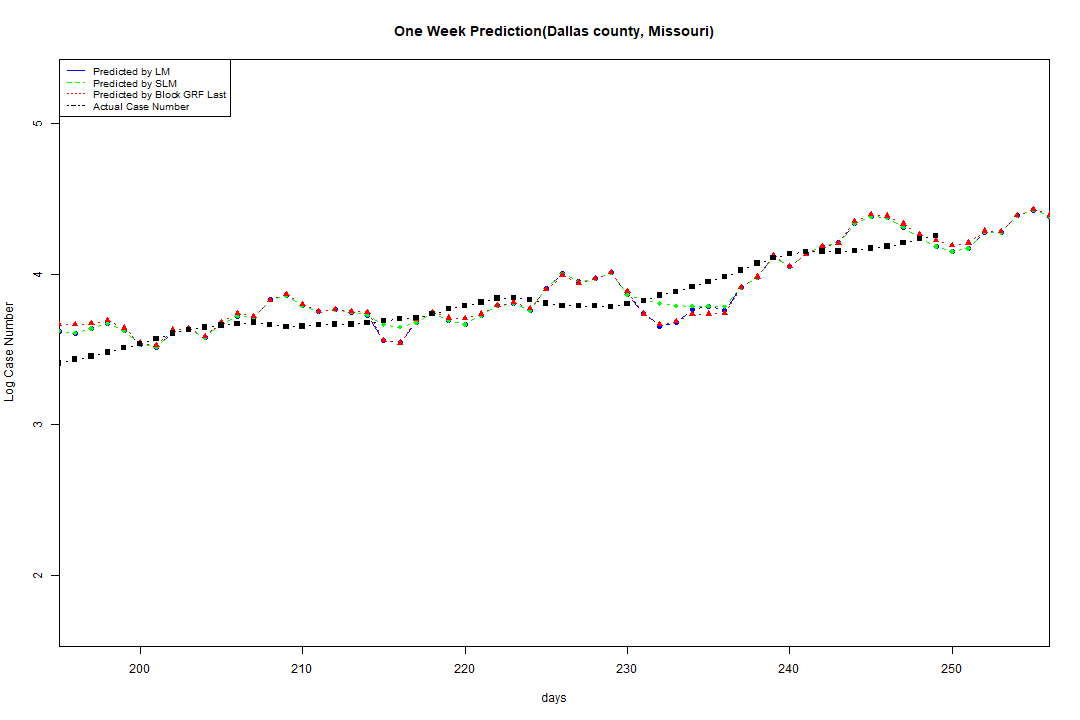 One Week Prediction(Dallas county, Missouri)
Predicted by LM
Predicted by SLM
Predicted by Block GRF Last
Actual Case Number
5
4
3
2
Log Case Number
200 210 220 230 240 250
days